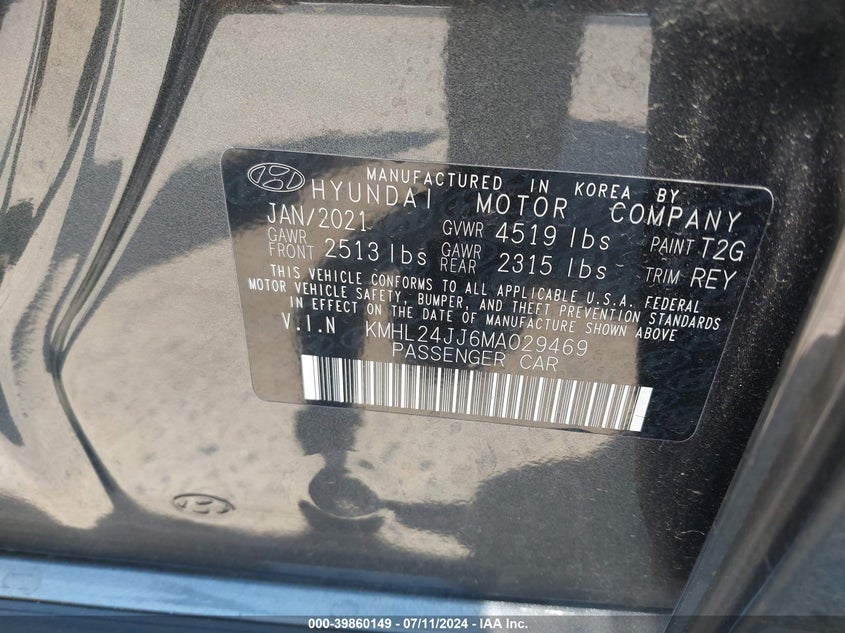 MANUFACTURED IN KOREA BY
HYUNDAI MOTOR COMPANY
JAN/2021 GVWR 4519 lbs PAINT T2G
GAWR FRONT 2513 lbs GAWR REAR 2315 lbs TRIM REY
THIS VEHICLE CONFORMS TO ALL APPLICABLE U.S.A. FEDERAL
MOTOR VEHICLE SAFETY, BUMPER, AND THEFT PREVENTION STANDARDS
IN EFFECT ON THE DATE OF MANUFACTURE SHOWN ABOVE
V.I.N KMHL24JJ6MA029469
PASSENGER CAR
000-39860149 - 07/11/2024 - IAA Inc.